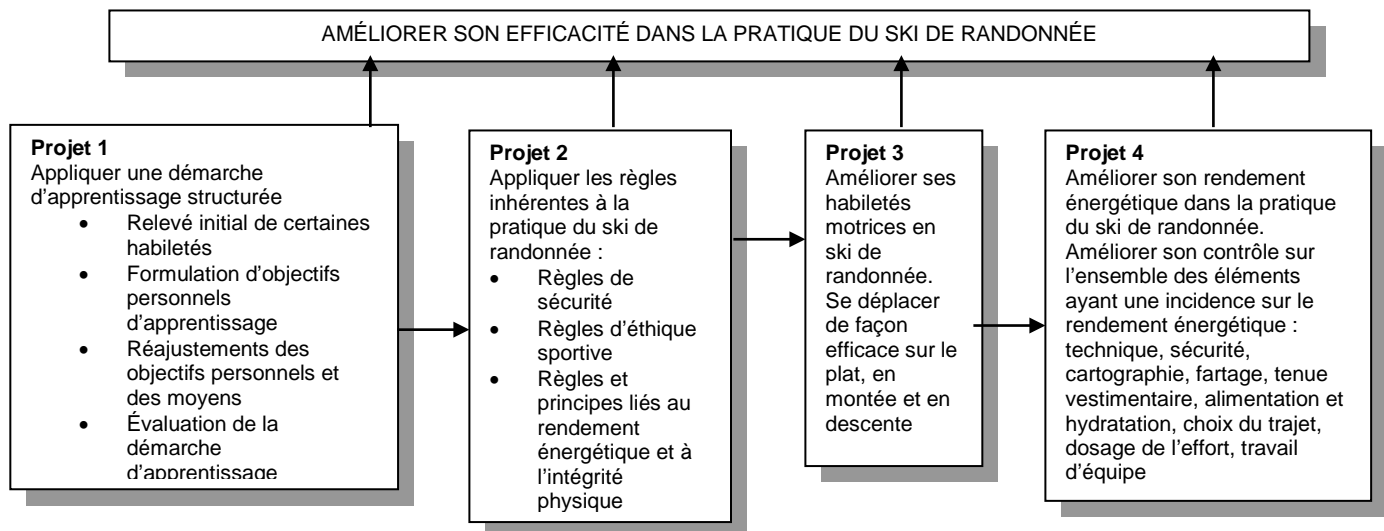 AMÉLIORER SON EFFICACITÉ DANS LA PRATIQUE DU SKI DE RANDONNÉE
Projet 1
Appliquer une démarche
d'apprentissage structurée
• Relevé initial de certaines
habiletés
• Formulation d'objectifs
personnels
d'apprentissage
• Réajustements des
objectifs personnels et
des moyens
• Évaluation de la
démarche
d'apprentissage
Projet 2
Appliquer les règles
inhérentes à la
pratique du ski de
randonnée :
• Règles de
sécurité
• Règles d'éthique
sportive
• Règles et
principes liés au
rendement
énergétique et à
l'intégrité
physique
Projet 3
Améliorer ses
habiletés
motrices en
ski de
randonnée.
Se déplacer
de façon
efficace sur le
plat, en
montée et en
descente
Projet 4
Améliorer son rendement
énergétique dans la pratique
du ski de randonnée.
Améliorer son contrôle sur
l'ensemble des éléments
ayant une incidence sur le
rendement énergétique :
technique, sécurité,
cartographie, fartage, tenue
vestimentaire, alimentation et
hydratation, choix du trajet,
dosage de l'effort, travail
d'équipe